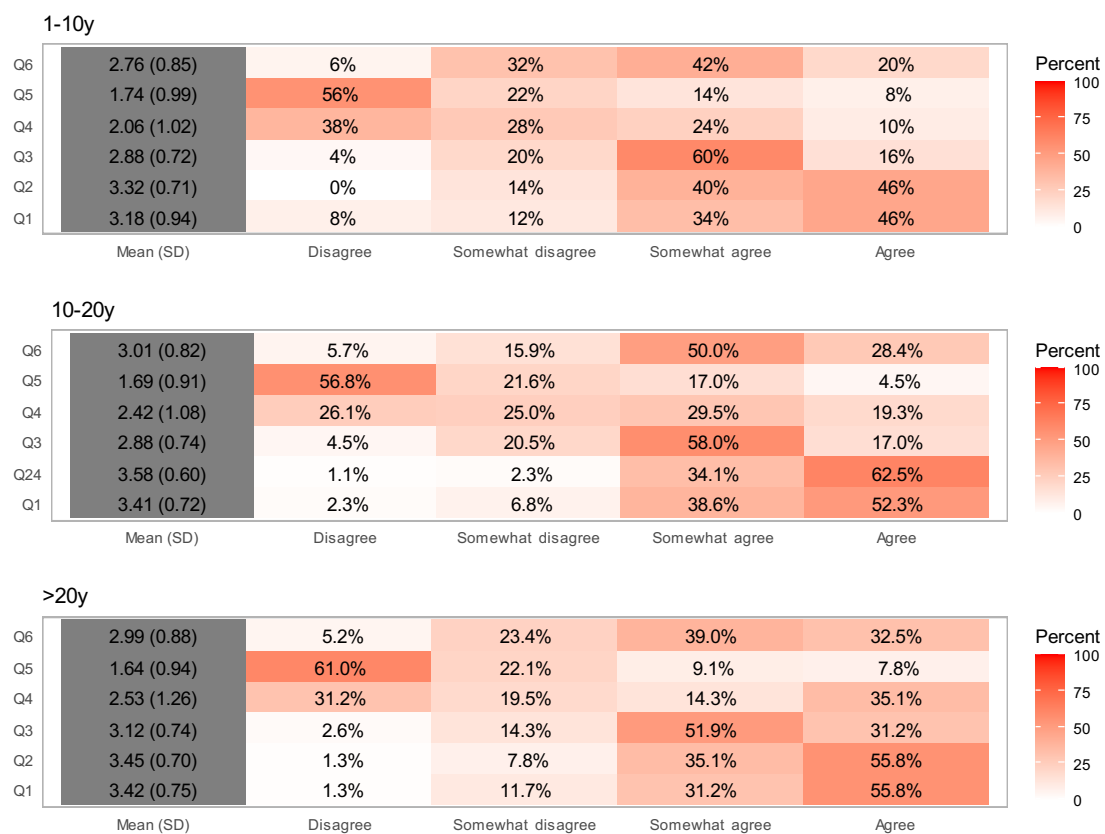 1-10y
Q6 2.76 (0.85) 6% 32% 42% 20%
Q5 1.74 (0.99) 56% 22% 14% 8%
Q4 2.06 (1.02) 38% 28% 24% 10%
Q3 2.88 (0.72) 4% 20% 60% 16%
Q2 3.32 (0.71) 0% 14% 40% 46%
Q1 3.18 (0.94) 8% 12% 34% 46%
Mean (SD) Disagree Somewhat disagree Somewhat agree Agree
Percent
100
75
50
25
0
10-20y
Q6 3.01 (0.82) 5.7% 15.9% 50.0% 28.4%
Q5 1.69 (0.91) 56.8% 21.6% 17.0% 4.5%
Q4 2.42 (1.08) 26.1% 25.0% 29.5% 19.3%
Q3 2.88 (0.74) 4.5% 20.5% 58.0% 17.0%
Q24 3.58 (0.60) 1.1% 2.3% 34.1% 62.5%
Q1 3.41 (0.72) 2.3% 6.8% 38.6% 52.3%
Mean (SD) Disagree Somewhat disagree Somewhat agree Agree
Percent
100
75
50
25
0
>20y
Q6 2.99 (0.88) 5.2% 23.4% 39.0% 32.5%
Q5 1.64 (0.94) 61.0% 22.1% 9.1% 7.8%
Q4 2.53 (1.26) 31.2% 19.5% 14.3% 35.1%
Q3 3.12 (0.74) 2.6% 14.3% 51.9% 31.2%
Q2 3.45 (0.70) 1.3% 7.8% 35.1% 55.8%
Q1 3.42 (0.75) 1.3% 11.7% 31.2% 55.8%
Mean (SD) Disagree Somewhat disagree Somewhat agree Agree
Percent
100
75
50
25
0